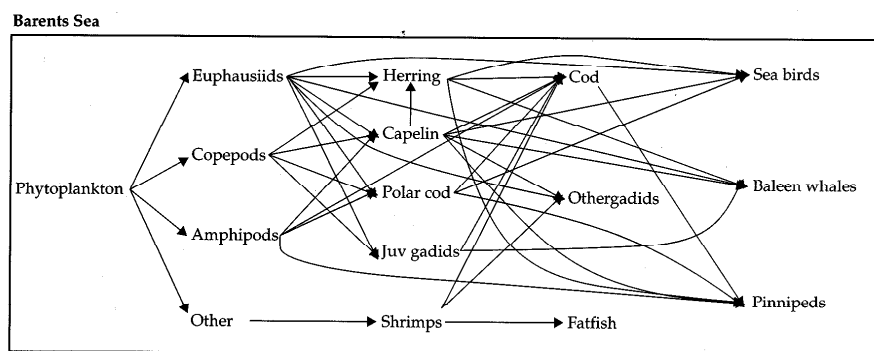 Barents Sea
Euphausiids Herring Cod Sea birds
Capelin
Copepods
Phytoplankton Polar cod Othergadids Baleen whales
Amphipods Juv gadids
Pinnipeds
Other Shrimps Fatfish